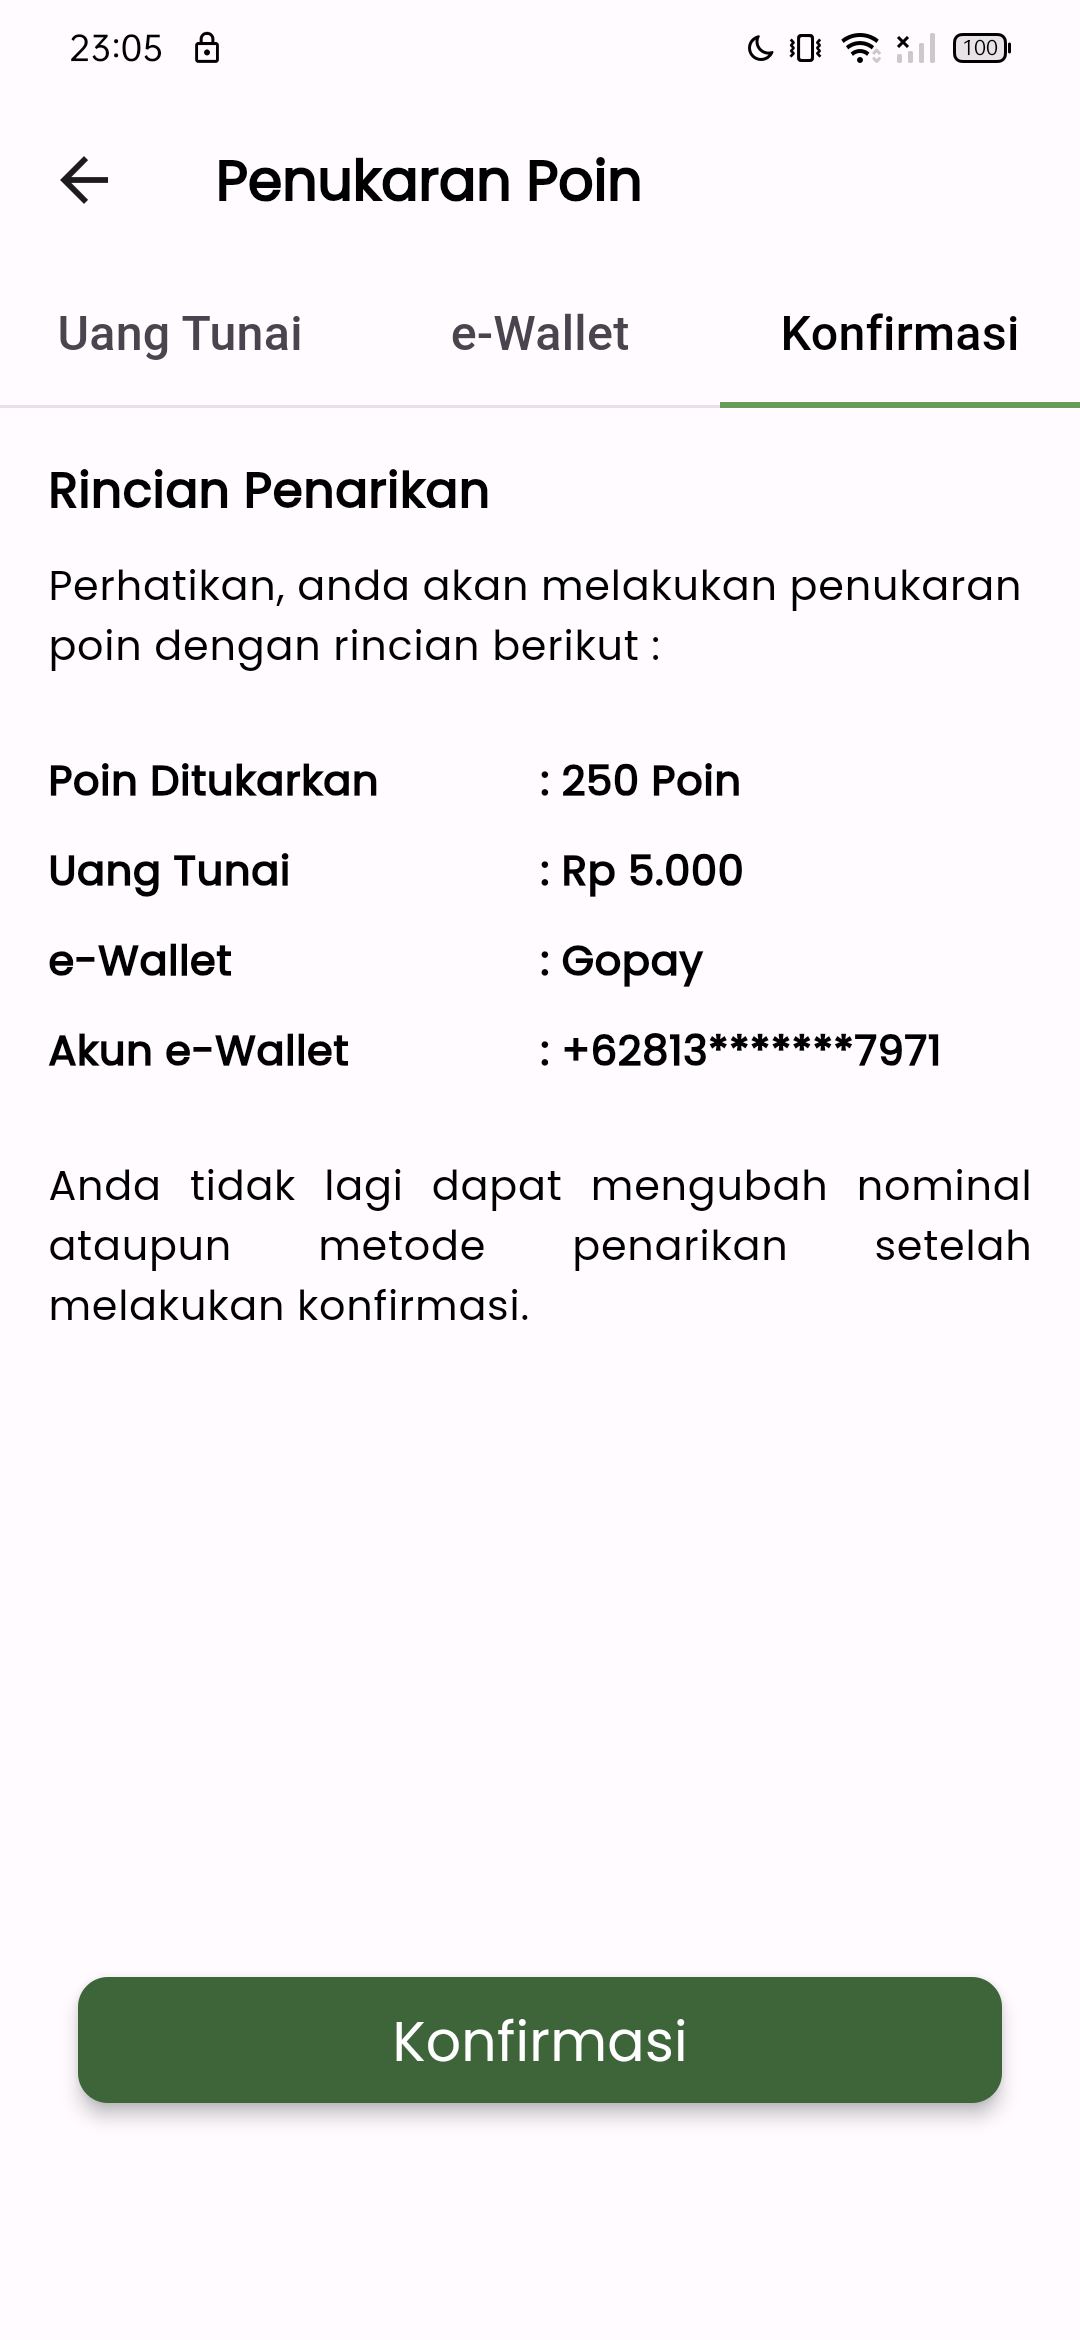 23:05
100
Penukaran Poin
Uang Tunai
e-Wallet
Konfirmasi
Rincian Penarikan
Perhatikan, anda akan melakukan penukaran
poin dengan rincian berikut :
Poin Ditukarkan : 250 Poin
Uang Tunai : Rp 5.000
e-Wallet : Gopay
Akun e-Wallet : +62813*******7971
Anda tidak lagi dapat mengubah nominal
ataupun metode penarikan setelah
melakukan konfirmasi.
Konfirmasi